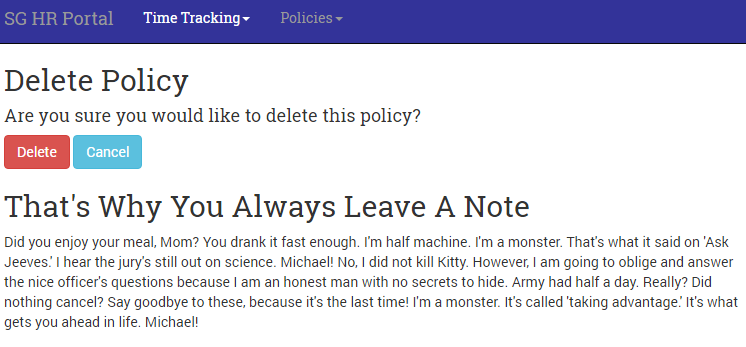 SG HR Portal Time Tracking Policies
Delete Policy
Are you sure you would like to delete this policy?
Delete Cancel
That's Why You Always Leave A Note
Did you enjoy your meal, Mom? You drank it fast enough. I'm half machine. I'm a monster. That's what it said on 'Ask
Jeeves.' I hear the jury's still out on science. Michael! No, I did not kill Kitty. However, I am going to oblige and answer
the nice officer's questions because I am an honest man with no secrets to hide. Army had half a day. Really? Did
nothing cancel? Say goodbye to these, because it's the last time! I'm a monster. It's called 'taking advantage.' It's what
gets you ahead in life. Michael!